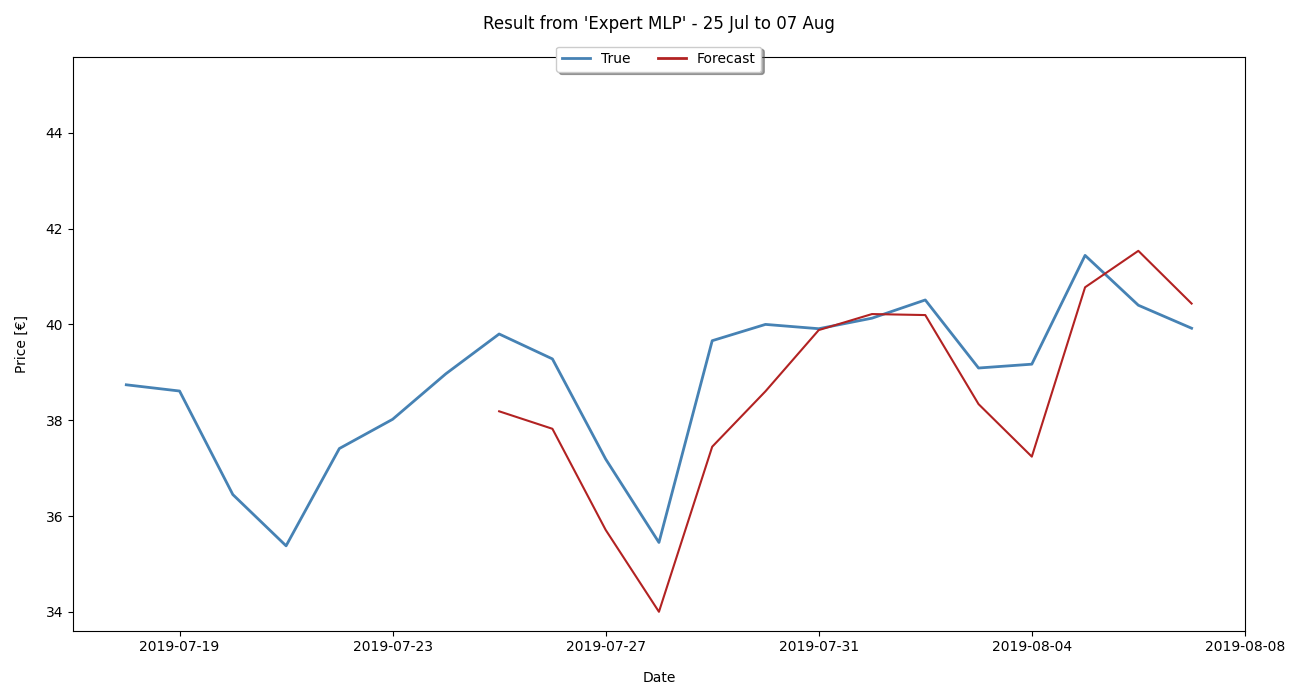 Result from 'Expert MLP' - 25 Jul to 07 Aug
True Forecast
44
42
40
38
36
34
Price [€]
2019-07-19 2019-07-23 2019-07-27 2019-07-31 2019-08-04 2019-08-08
Date